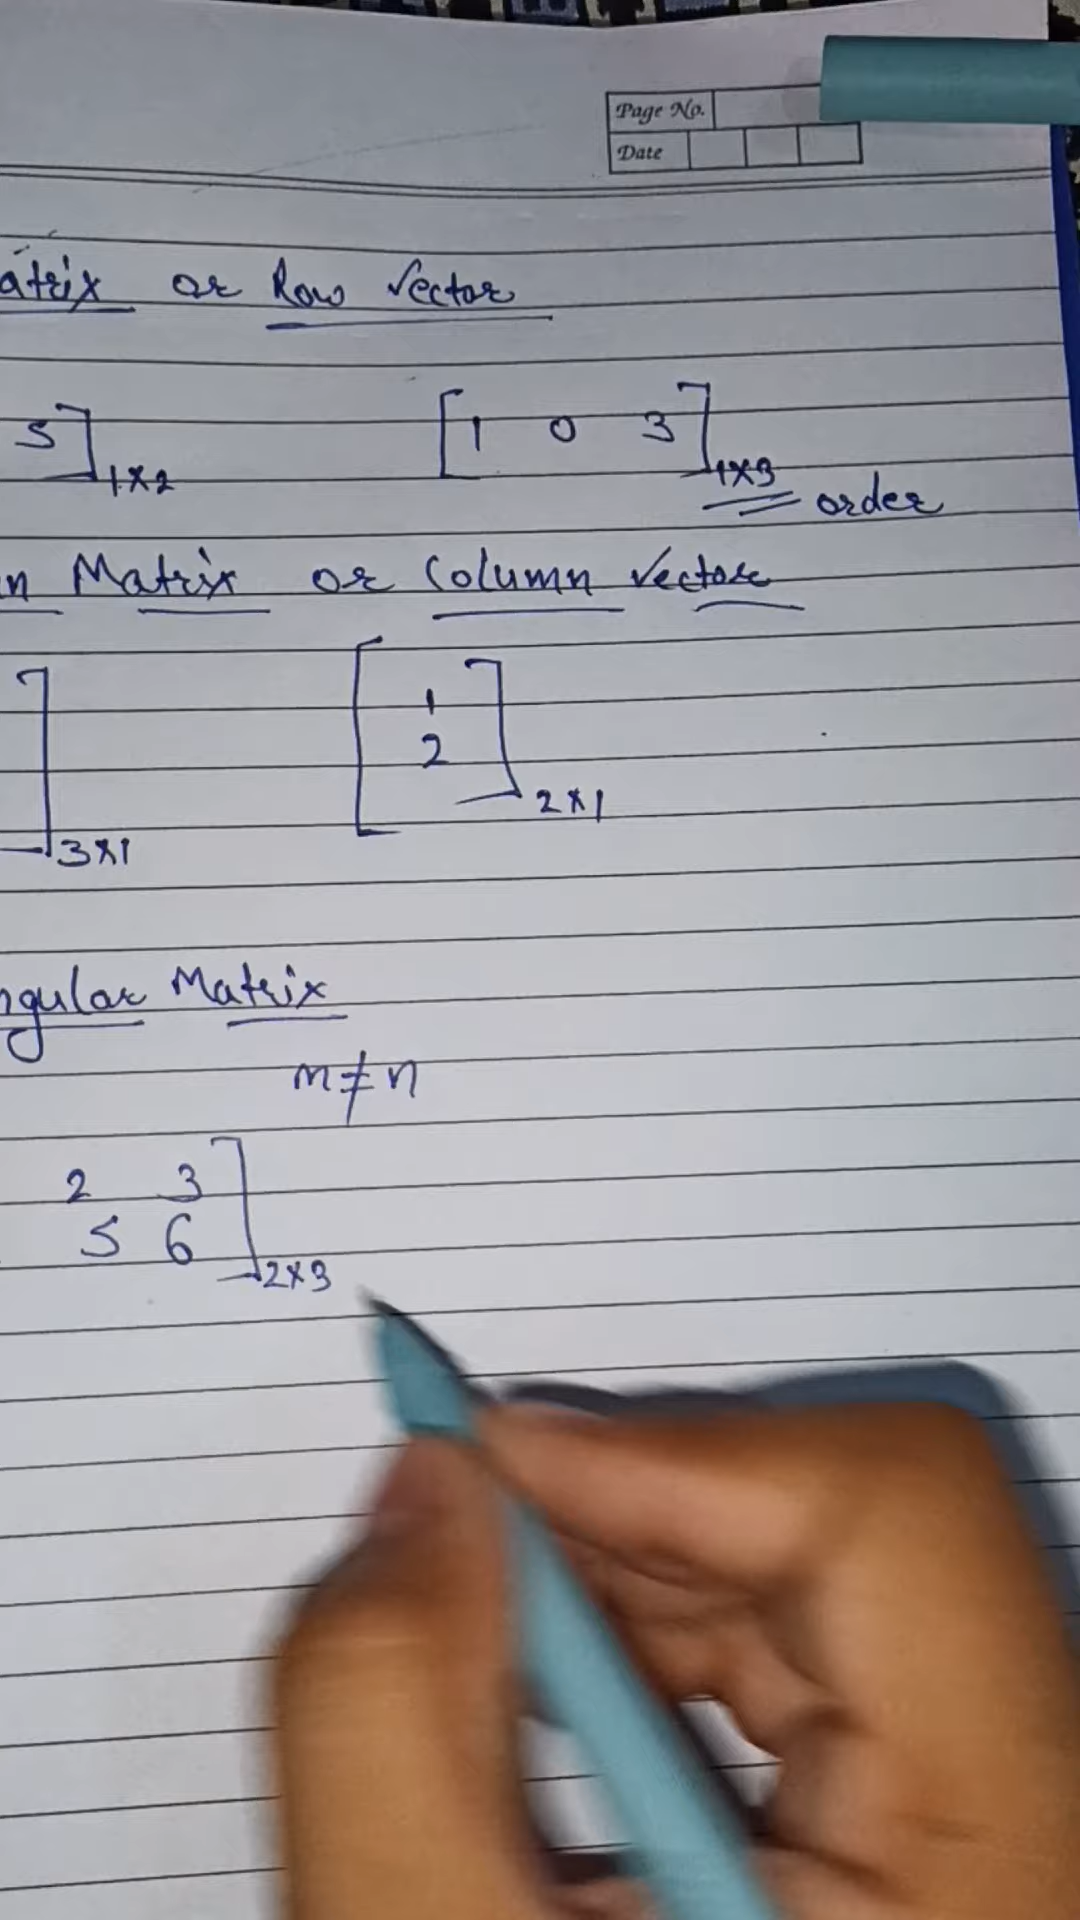 Page No.
Date
atrix or Row Vector
5] 1×2 [1 0 3] 1×3
order
n Matrix or Column Vector
] 3×1 [1 2] 2×1
ngular Matrix
m≠n
2 3
5 6 ] 2×3